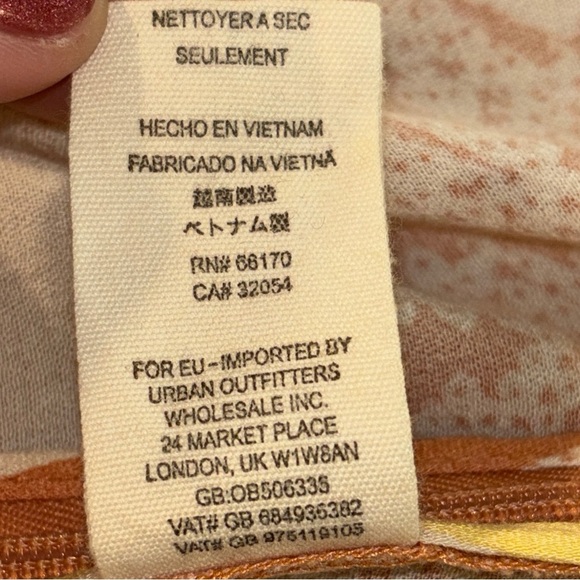 NETTOYER A SEC
SEULEMENT
HECHO EN VIETNAM
FABRICADO NA VIETNÃ
越南製造
ベトナム製
RN# 66170
CA# 32054
FOR EU-IMPORTED BY
URBAN OUTFITTERS
WHOLESALE INC.
24 MARKET PLACE
LONDON, UK W1W8AN
GB:OB506335
VAT# GB 684936382
VAT# GB 975119105